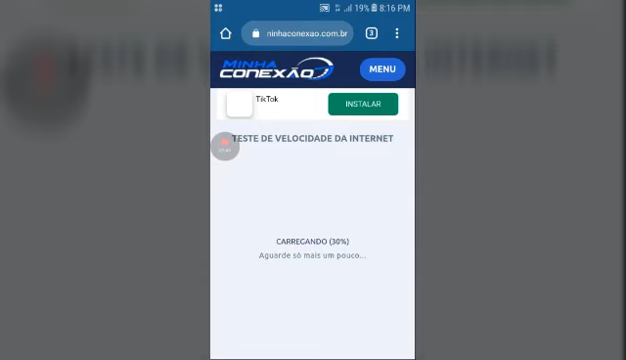 19% 8:16 PM
ninhaconexao.com.br
3
MINHA
CONEXÃO
MENU
TikTok
INSTALAR
TESTE DE VELOCIDADE DA INTERNET
CARREGANDO (30%)
Aguarde só mais um pouco...